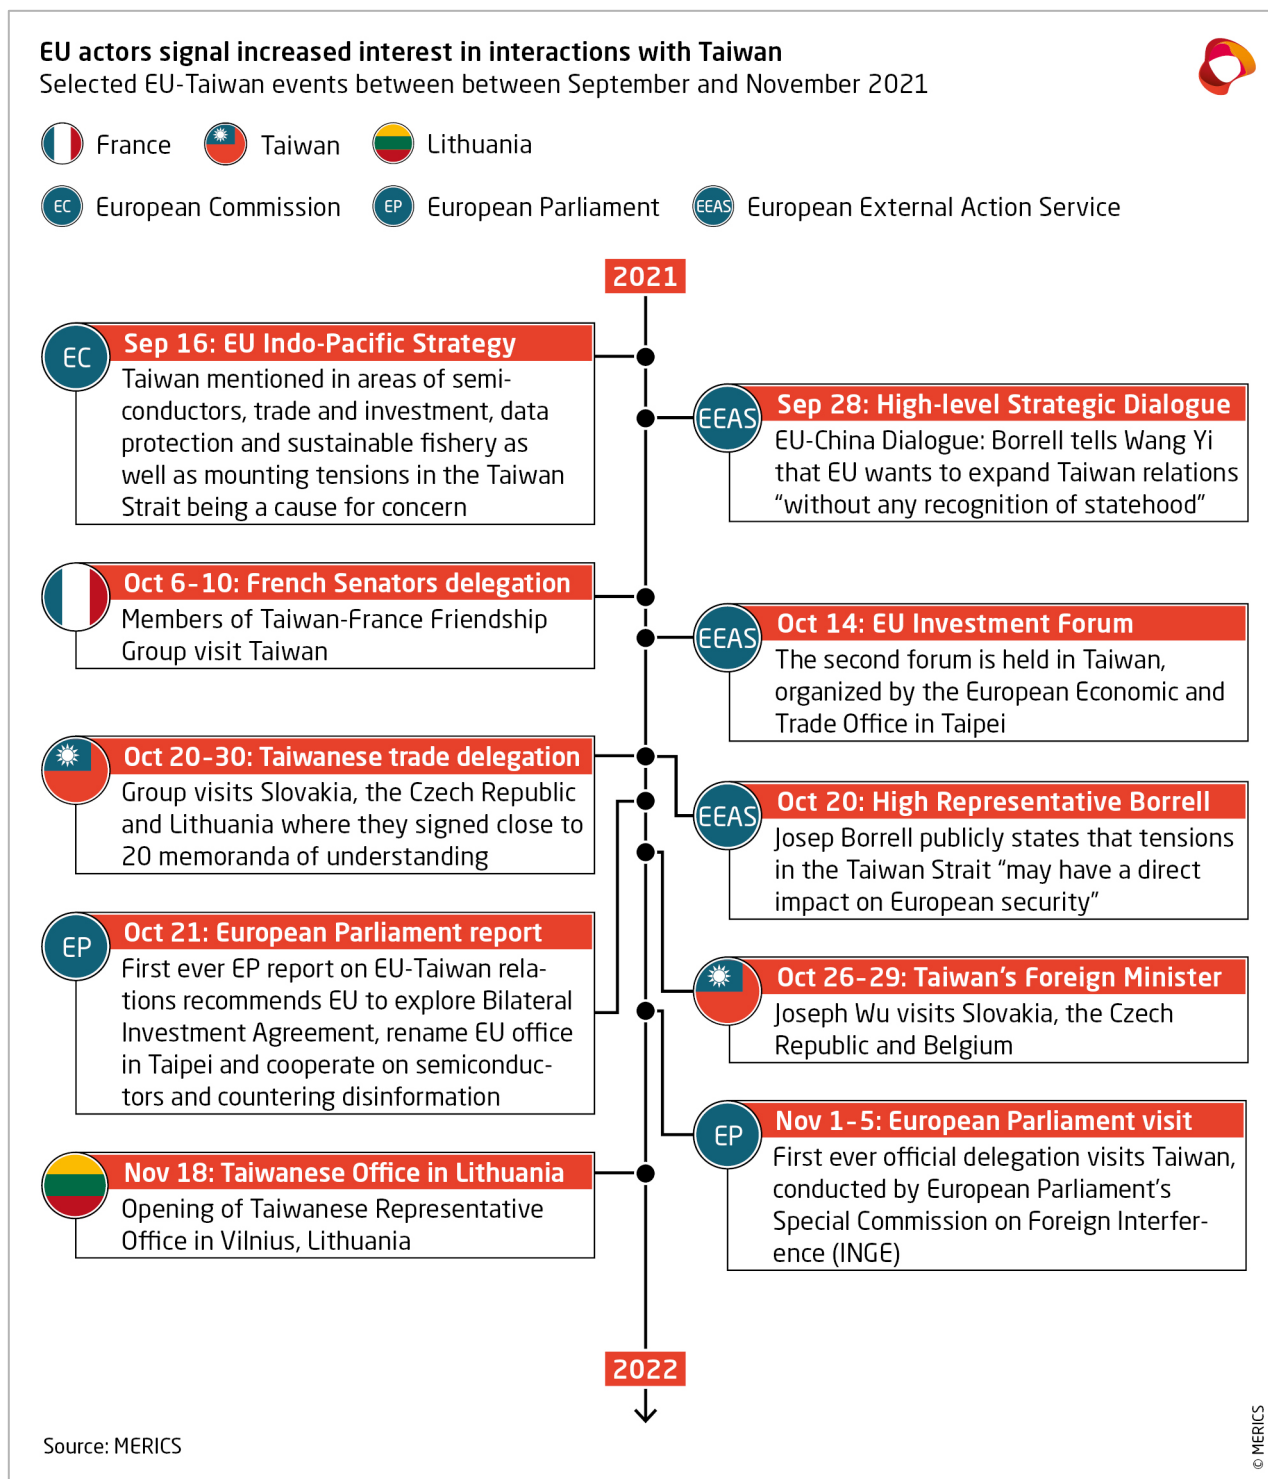 EU actors signal increased interest in interactions with Taiwan
Selected EU-Taiwan events between between September and November 2021
France
Taiwan
Lithuania
EC
European Commission
EP
European Parliament
EEAS
European External Action Service
2021
EC
Sep 16: EU Indo-Pacific Strategy
Taiwan mentioned in areas of semi-
conductors, trade and investment, data
protection and sustainable fishery as
well as mounting tensions in the Taiwan
Strait being a cause for concern
EEAS
Sep 28: High-level Strategic Dialogue
EU-China Dialogue: Borrell tells Wang Yi
that EU wants to expand Taiwan relations
“without any recognition of statehood”
Oct 6–10: French Senators delegation
Members of Taiwan-France Friendship
Group visit Taiwan
EEAS
Oct 14: EU Investment Forum
The second forum is held in Taiwan,
organized by the European Economic and
Trade Office in Taipei
Oct 20–30: Taiwanese trade delegation
Group visits Slovakia, the Czech Republic
and Lithuania where they signed close to
20 memoranda of understanding
EEAS
Oct 20: High Representative Borrell
Josep Borrell publicly states that tensions
in the Taiwan Strait “may have a direct
impact on European security”
EP
Oct 21: European Parliament report
First ever EP report on EU-Taiwan rela-
tions recommends EU to explore Bilateral
Investment Agreement, rename EU office
in Taipei and cooperate on semiconduc-
tors and countering disinformation
Oct 26–29: Taiwan's Foreign Minister
Joseph Wu visits Slovakia, the Czech
Republic and Belgium
EP
Nov 1–5: European Parliament visit
First ever official delegation visits Taiwan,
conducted by European Parliament's
Special Commission on Foreign Interfer-
ence (INGE)
Nov 18: Taiwanese Office in Lithuania
Opening of Taiwanese Representative
Office in Vilnius, Lithuania
2022
Source: MERICS
© MERICS